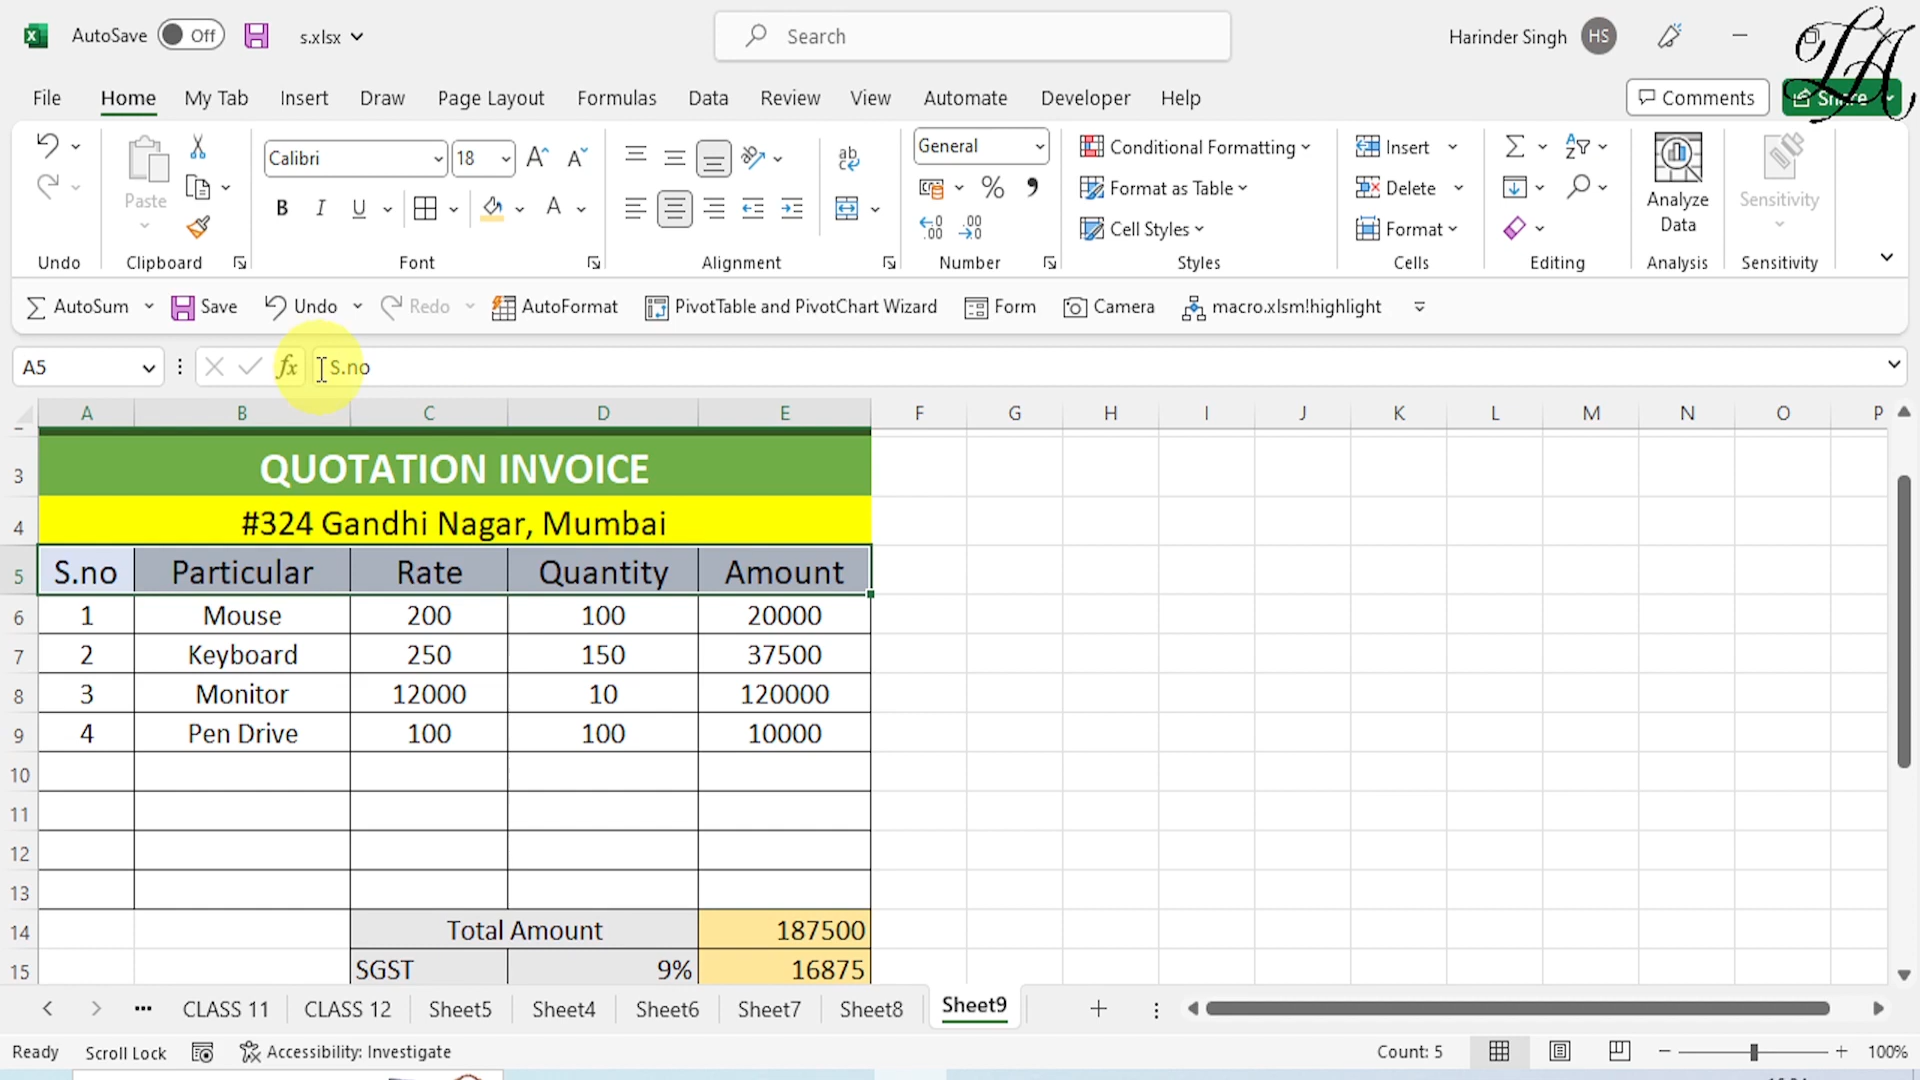 AutoSave Off s.xlsx Search Harinder Singh HS LA
File Home My Tab Insert Draw Page Layout Formulas Data Review View Automate Developer Help Comments Share
Calibri 18 General Conditional Formatting Insert
Paste Format as Table Delete Analyze Data Sensitivity
B I U A Cell Styles Format
Undo Clipboard Font Alignment Number Styles Cells Editing Analysis Sensitivity
AutoSum Save Undo Redo AutoFormat PivotTable and PivotChart Wizard Form Camera macro.xlsm!highlight
A5 fx S.no
A B C D E F G H I J K L M N O P
3 QUOTATION INVOICE
4 #324 Gandhi Nagar, Mumbai
5 S.no Particular Rate Quantity Amount
6 1 Mouse 200 100 20000
7 2 Keyboard 250 150 37500
8 3 Monitor 12000 10 120000
9 4 Pen Drive 100 100 10000
10
11
12
13
14 Total Amount 187500
15 SGST 9% 16875
CLASS 11 CLASS 12 Sheet5 Sheet4 Sheet6 Sheet7 Sheet8 Sheet9
Ready Scroll Lock Accessibility: Investigate Count: 5 100%